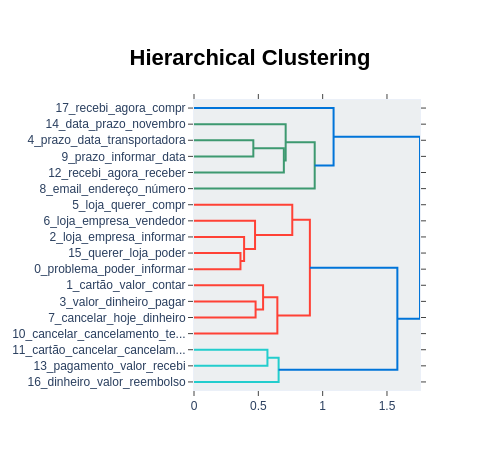 Hierarchical Clustering
17_recebi_agora_compr
14_data_prazo_novembro
4_prazo_data_transportadora
9_prazo_informar_data
12_recebi_agora_receber
8_email_endereço_número
5_loja_querer_compr
6_loja_empresa_vendedor
2_loja_empresa_informar
15_querer_loja_poder
0_problema_poder_informar
1_cartão_valor_contar
3_valor_dinheiro_pagar
7_cancelar_hoje_dinheiro
10_cancelar_cancelamento_te...
11_cartão_cancelar_cancelam...
13_pagamento_valor_recebi
16_dinheiro_valor_reembolso
0 0.5 1 1.5